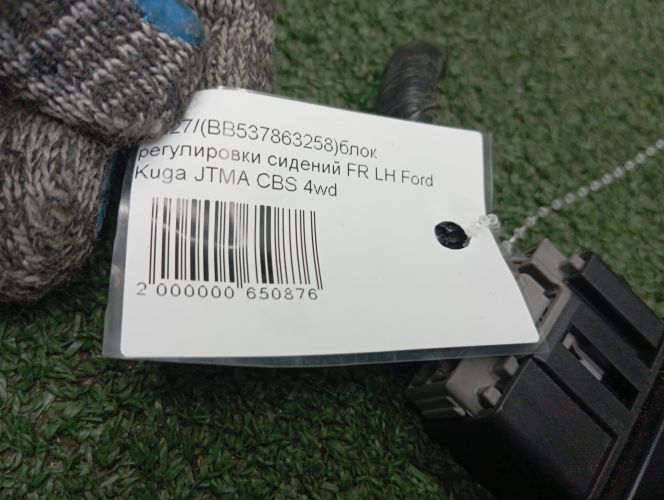 27/(BB537863258)блок
регулировки сидений FR LH Ford
Kuga JTMA CBS 4wd
2 000000 650876